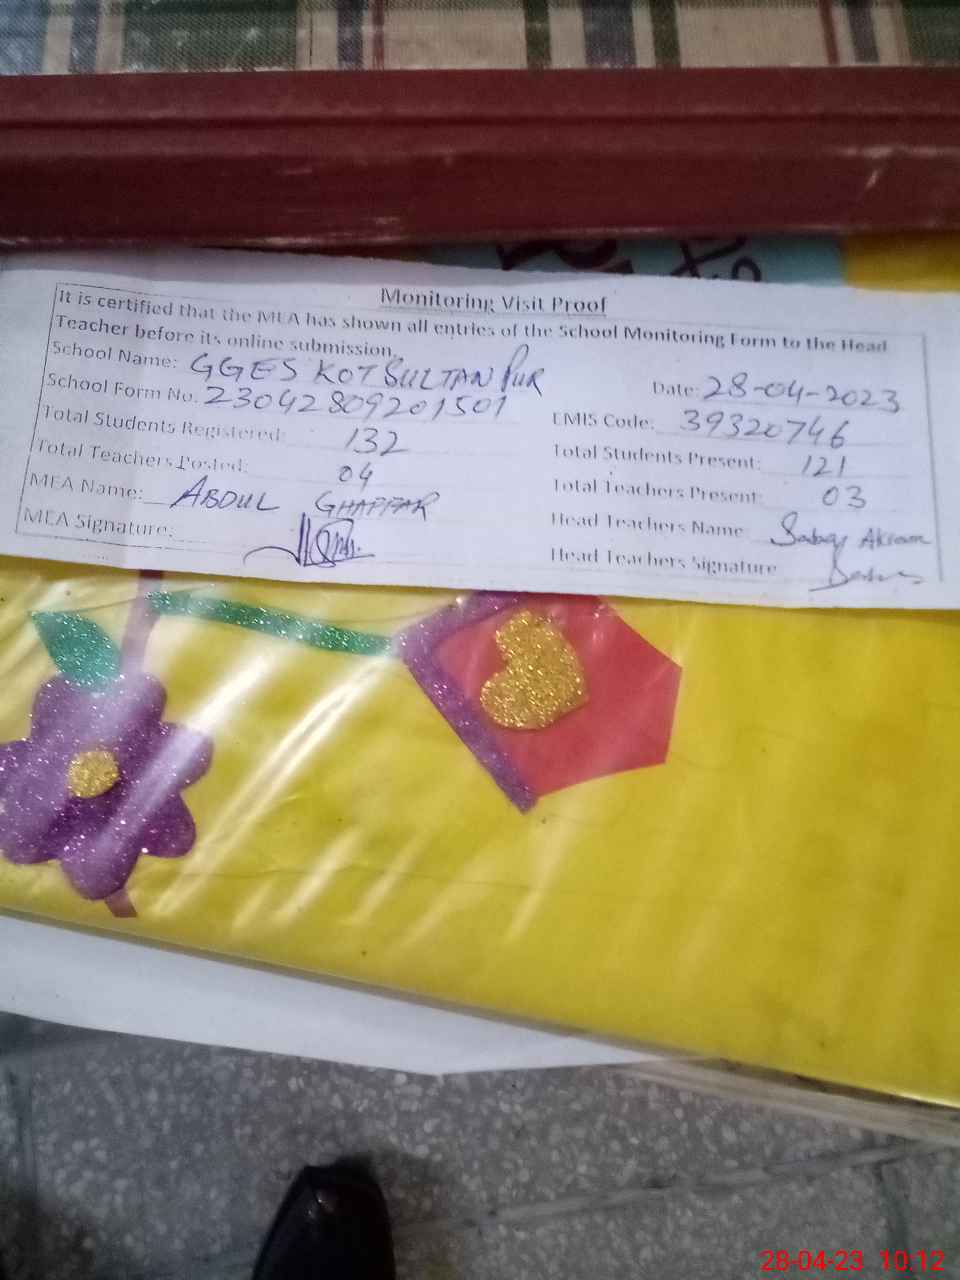 Monitoring Visit Proof
It is certified that the MEA has shown all entries of the School Monitoring Form to the Head
Teacher before its online submission.
School Name: GGES KOT SULTAN PUR Date: 28-04-2023
School Form No. 23042809201501 EMIS Code: 39320746
Total Students Registered: 132 Total Students Present: 121
Total Teachers Posted: 04 Total Teachers Present: 03
MEA Name: ABDUL GHAFFAR Head Teachers Name Akram
MEA Signature: Head Teachers Signature
28-04-23 10:12